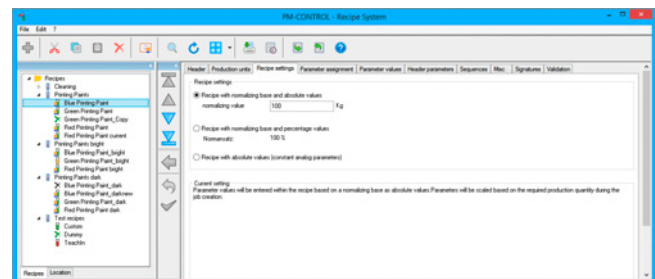 PM-CONTROL - Recipe System
File Edit ?
Header Production units Recipe settings Parameter assignment Parameter values Header parameters Sequences Misc Signatures Validation
Recipes
Cleaning
Printing Paints
Blue Printing Paint
Green Printing Paint
Green Printing Paint_Copy
Red Printing Paint
Red Printing Paint current
Printing Paints bright
Blue Printing Paint_bright
Green Printing Paint_bright
Red Printing Paint bright
Printing Paints dark
Blue Printing Paint_dark
Blue Printing Paint_darknew
Green Printing Paint_dark
Red Printing Paint dark
Test recipes
Custom
Dummy
TeachIn
Recipes Location
Recipe settings
Recipe with normalizing base and absolute values
normalizing value 100 Kg
Recipe with normalizing base and percentage values
Normansatz: 100 %
Recipe with absolute values (constant analog parameters)
Current setting:
Parameter values will be entered within the recipe based on a normalizing base as absolute values.Parameters will be scaled based on the required production quantity during the
job creation.